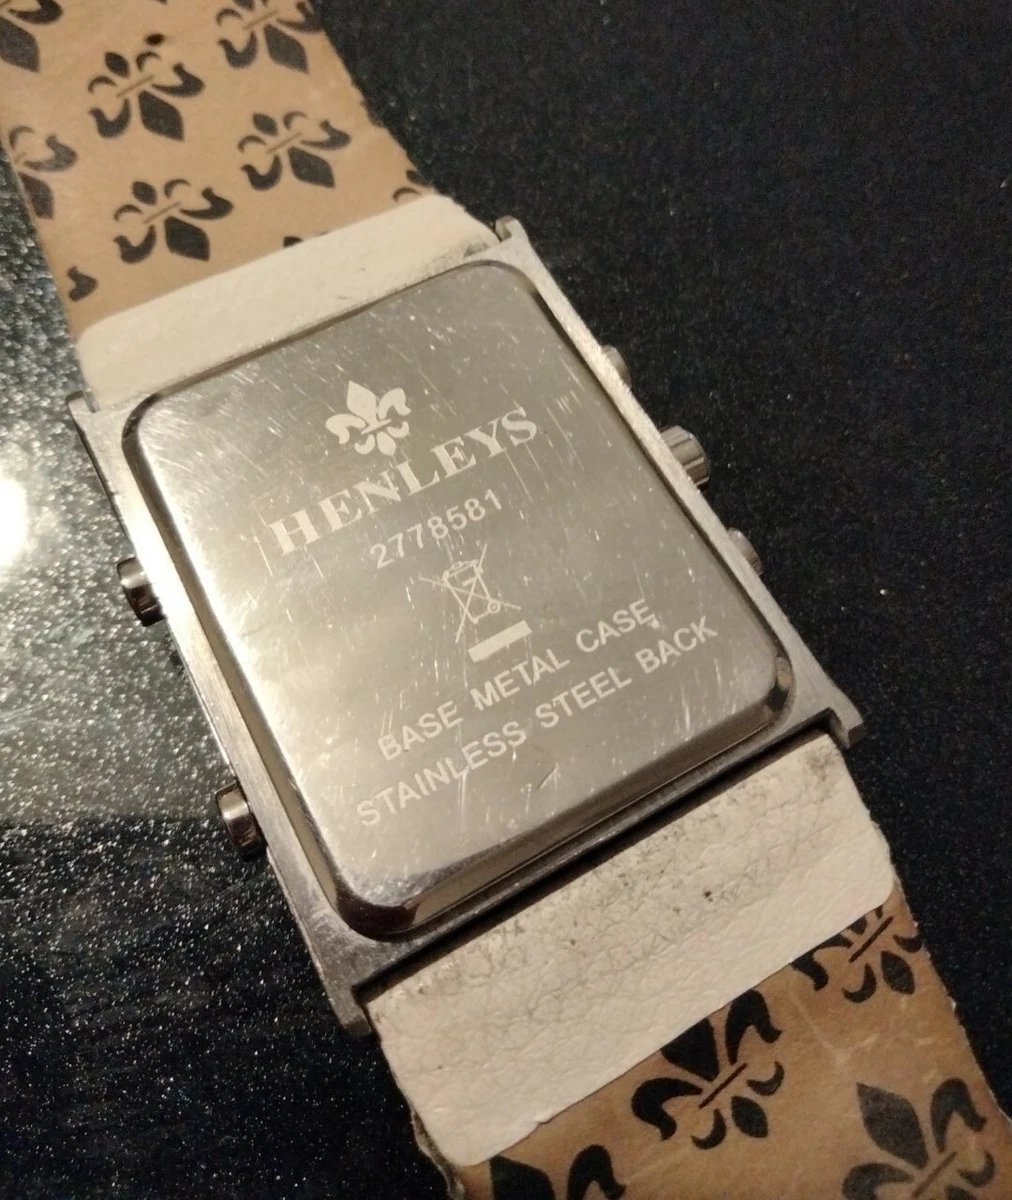 HENLEYS
2778581
BASE METAL CASE
STAINLESS STEEL BACK